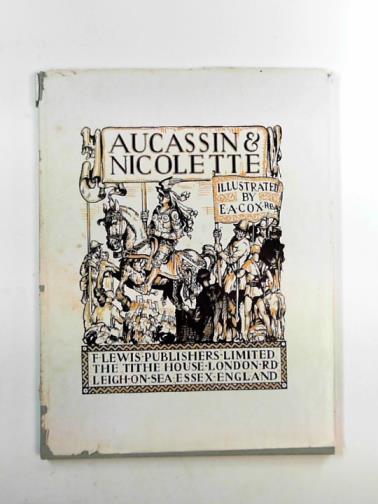 AUCASSIN &
NICOLETTE
ILLUSTRATED
BY
E.A.COX R.B.A.
F·LEWIS·PUBLISHERS·LIMITED
THE TITHE HOUSE·LONDON·RD
LEIGH·ON·SEA·ESSEX·ENGLAND